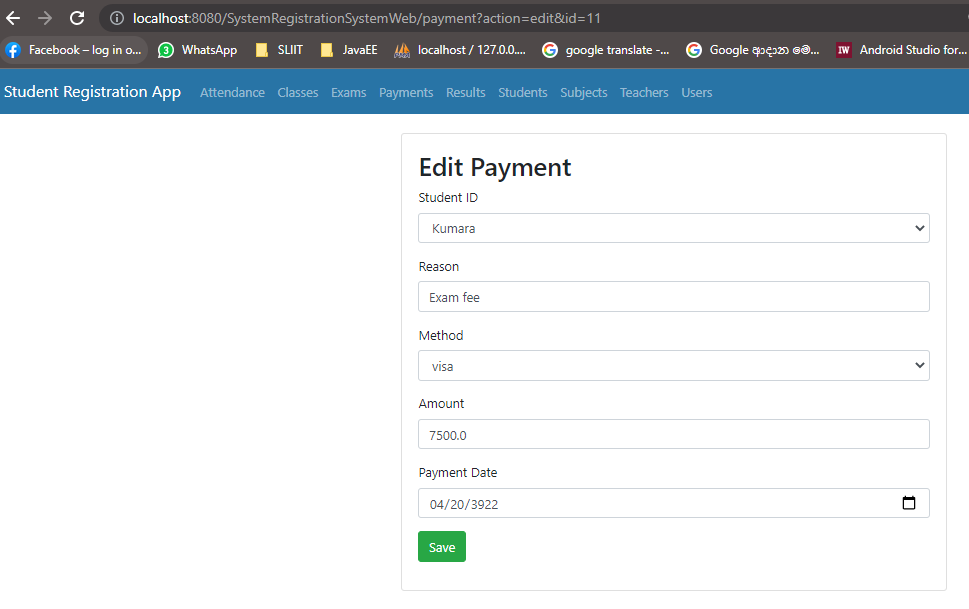 localhost:8080/SystemRegistrationSystemWeb/payment?action=edit&id=11
Facebook – log in o... 3 WhatsApp SLIIT JavaEE localhost / 127.0.0.... google translate -... Google ආදාන මෙ... IW Android Studio for...
Student Registration App Attendance Classes Exams Payments Results Students Subjects Teachers Users
Edit Payment
Student ID
Kumara
Reason
Exam fee
Method
visa
Amount
7500.0
Payment Date
04/20/3922
Save